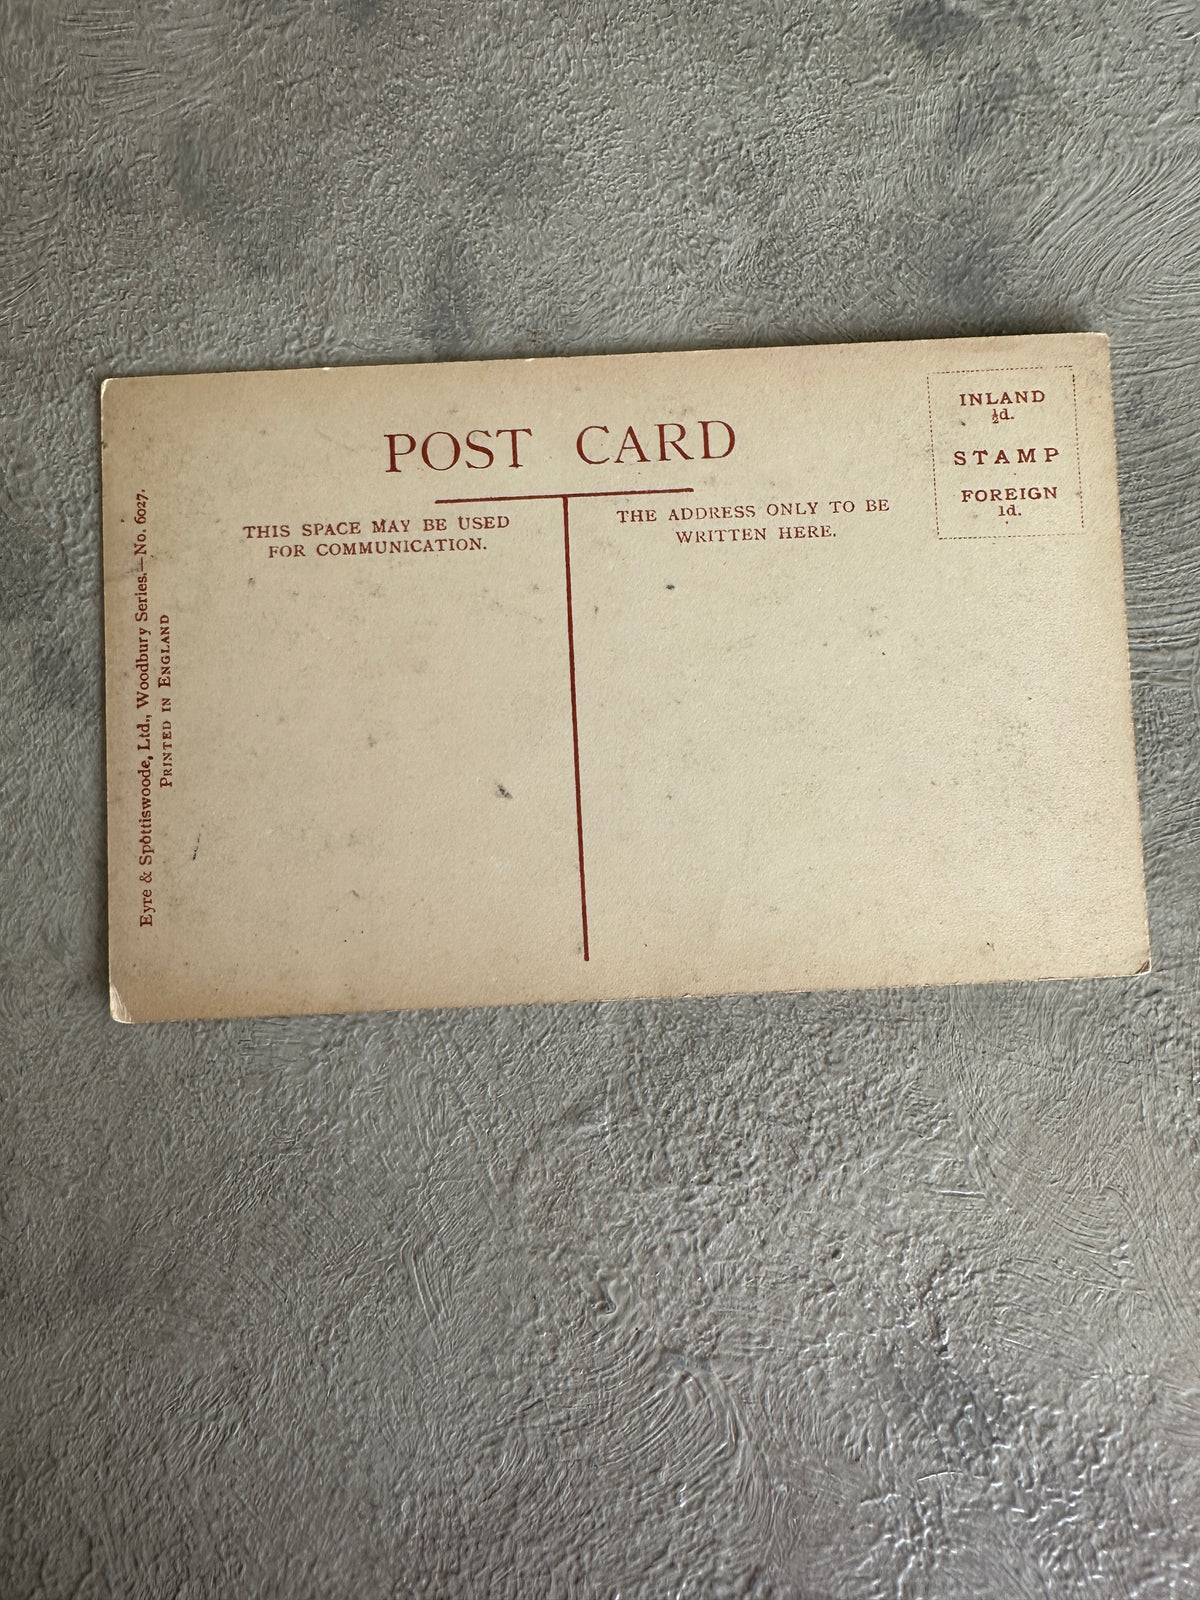 POST CARD
THIS SPACE MAY BE USED
FOR COMMUNICATION.
THE ADDRESS ONLY TO BE
WRITTEN HERE.
INLAND
½d.
STAMP
FOREIGN
1d.
Eyre & Spottiswoode, Ltd., Woodbury Series.—No. 6027.
PRINTED IN ENGLAND